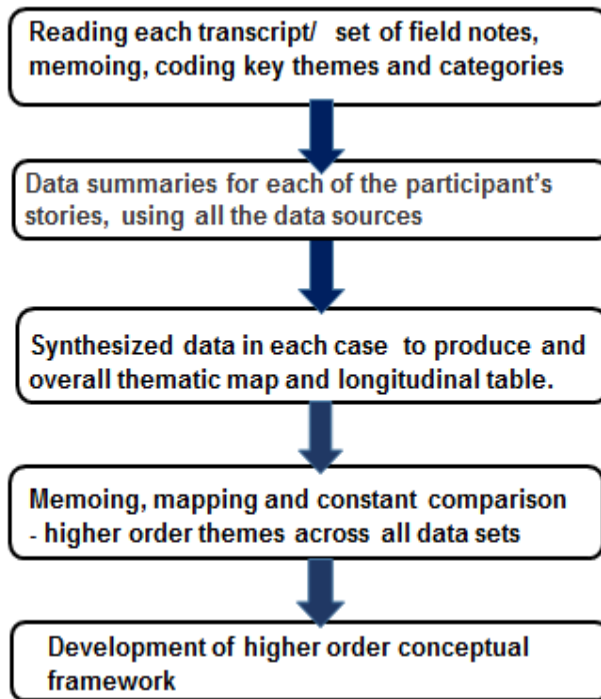 Reading each transcript/ set of field notes,
memoing, coding key themes and categories
Data summaries for each of the participant's
stories, using all the data sources
Synthesized data in each case to produce and
overall thematic map and longitudinal table.
Memoing, mapping and constant comparison
- higher order themes across all data sets
Development of higher order conceptual
framework